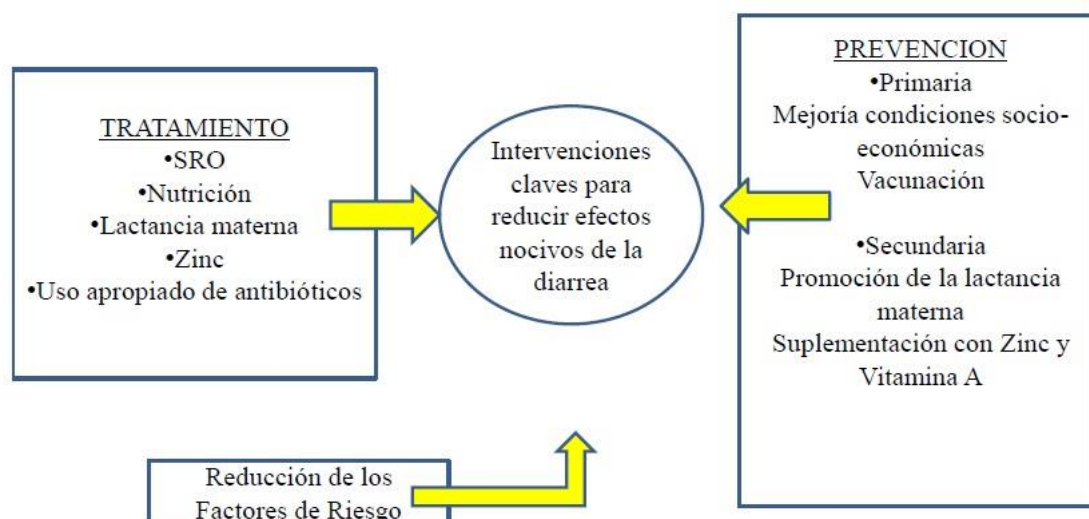 TRATAMIENTO
•SRO
•Nutrición
•Lactancia materna
•Zinc
•Uso apropiado de antibióticos
Intervenciones
claves para
reducir efectos
nocivos de la
diarrea
PREVENCION
•Primaria
Mejoría condiciones socio-
económicas
Vacunación
•Secundaria
Promoción de la lactancia
materna
Suplementación con Zinc y
Vitamina A
Reducción de los
Factores de Riesgo